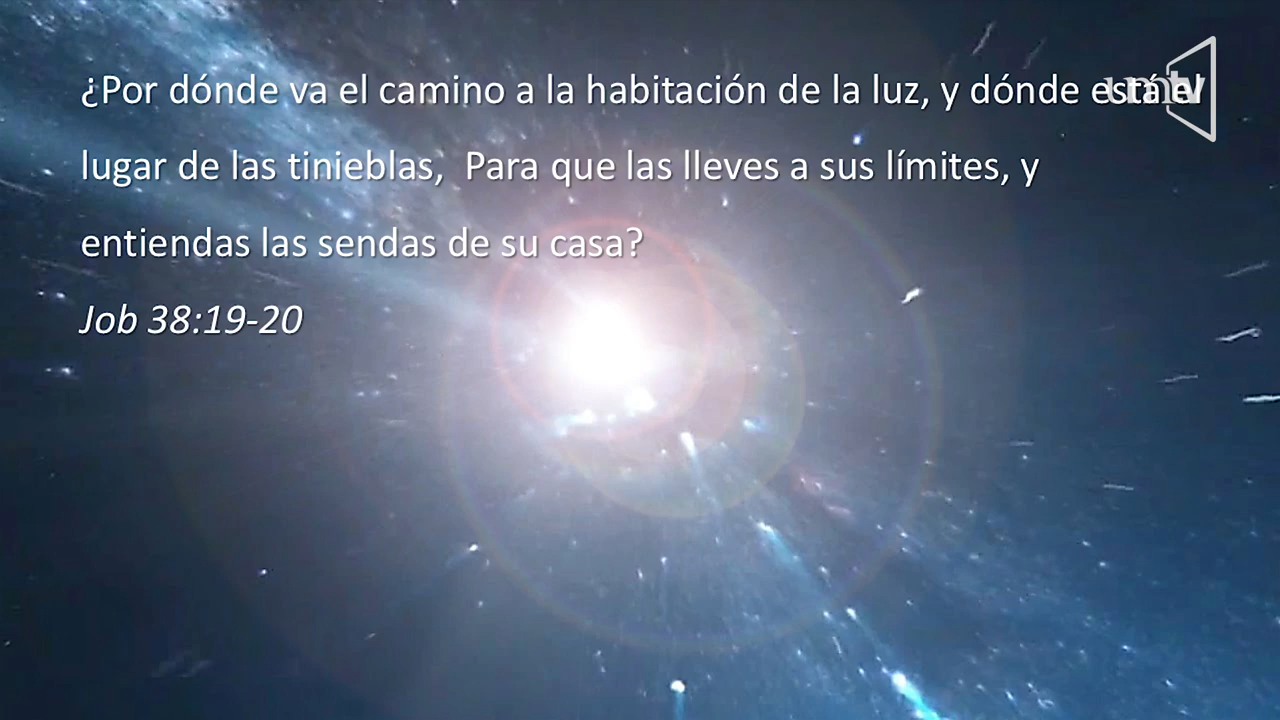 ¿Por dónde va el camino a la habitación de la luz, y dónde está el
lugar de las tinieblas,  Para que las lleves a sus límites, y
entiendas las sendas de su casa?
Job 38:19-20